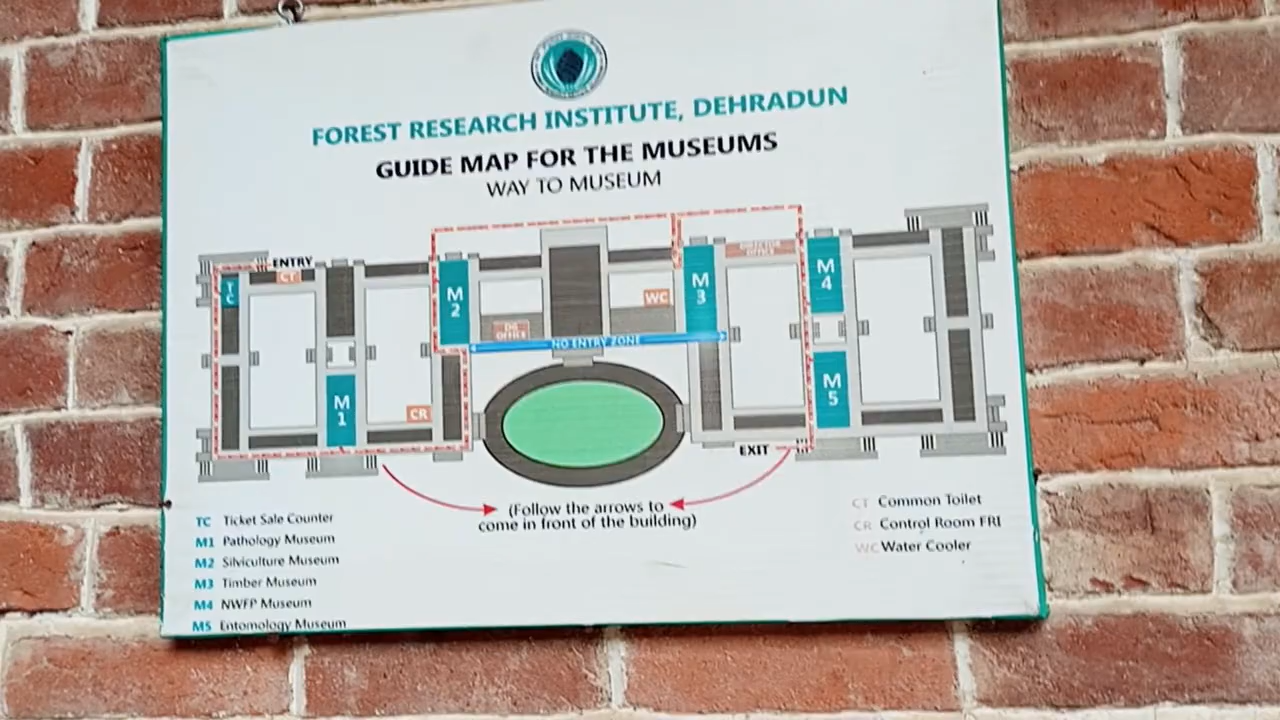 FOREST RESEARCH INSTITUTE, DEHRADUN
GUIDE MAP FOR THE MUSEUMS
WAY TO MUSEUM
ENTRY
TC
CT
M2
M3
M4
DIRECTOR OFFICE
WC
DG OFFICE
NO ENTRY ZONE
M1
CR
M5
EXIT
(Follow the arrows to
come in front of the building)
TC Ticket Sale Counter
M1 Pathology Museum
M2 Silviculture Museum
M3 Timber Museum
M4 NWFP Museum
M5 Entomology Museum
CT Common Toilet
CR Control Room FRI
WC Water Cooler